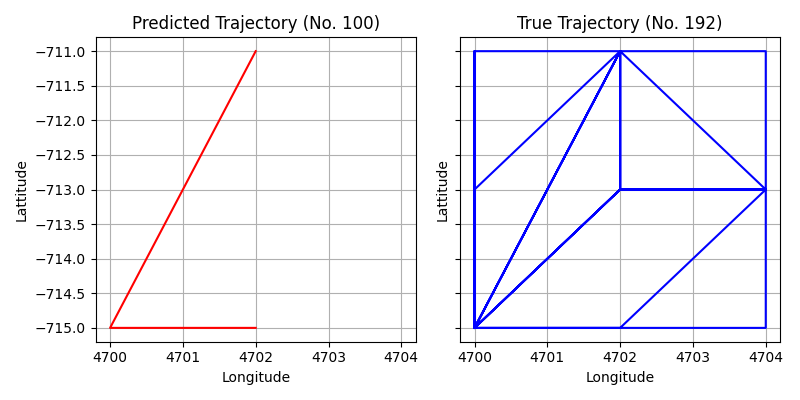 Predicted Trajectory (No. 100)
−711.0
−711.5
−712.0
−712.5
−713.0
−713.5
−714.0
−714.5
−715.0
Lattitude
4700 4701 4702 4703 4704
Longitude
True Trajectory (No. 192)
Lattitude
4700 4701 4702 4703 4704
Longitude